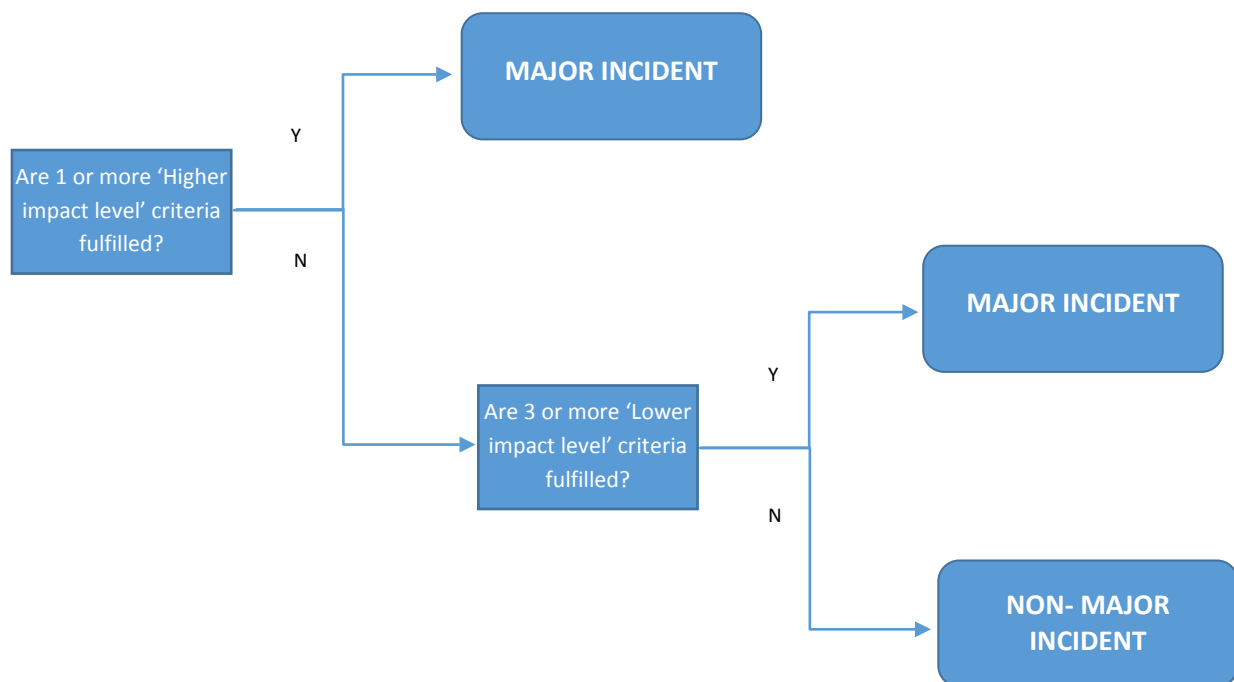 MAJOR INCIDENT
Y
Are 1 or more ‘Higher
impact level’ criteria
fulfilled?
N
MAJOR INCIDENT
Y
Are 3 or more ‘Lower
impact level’ criteria
fulfilled?
N
NON- MAJOR
INCIDENT